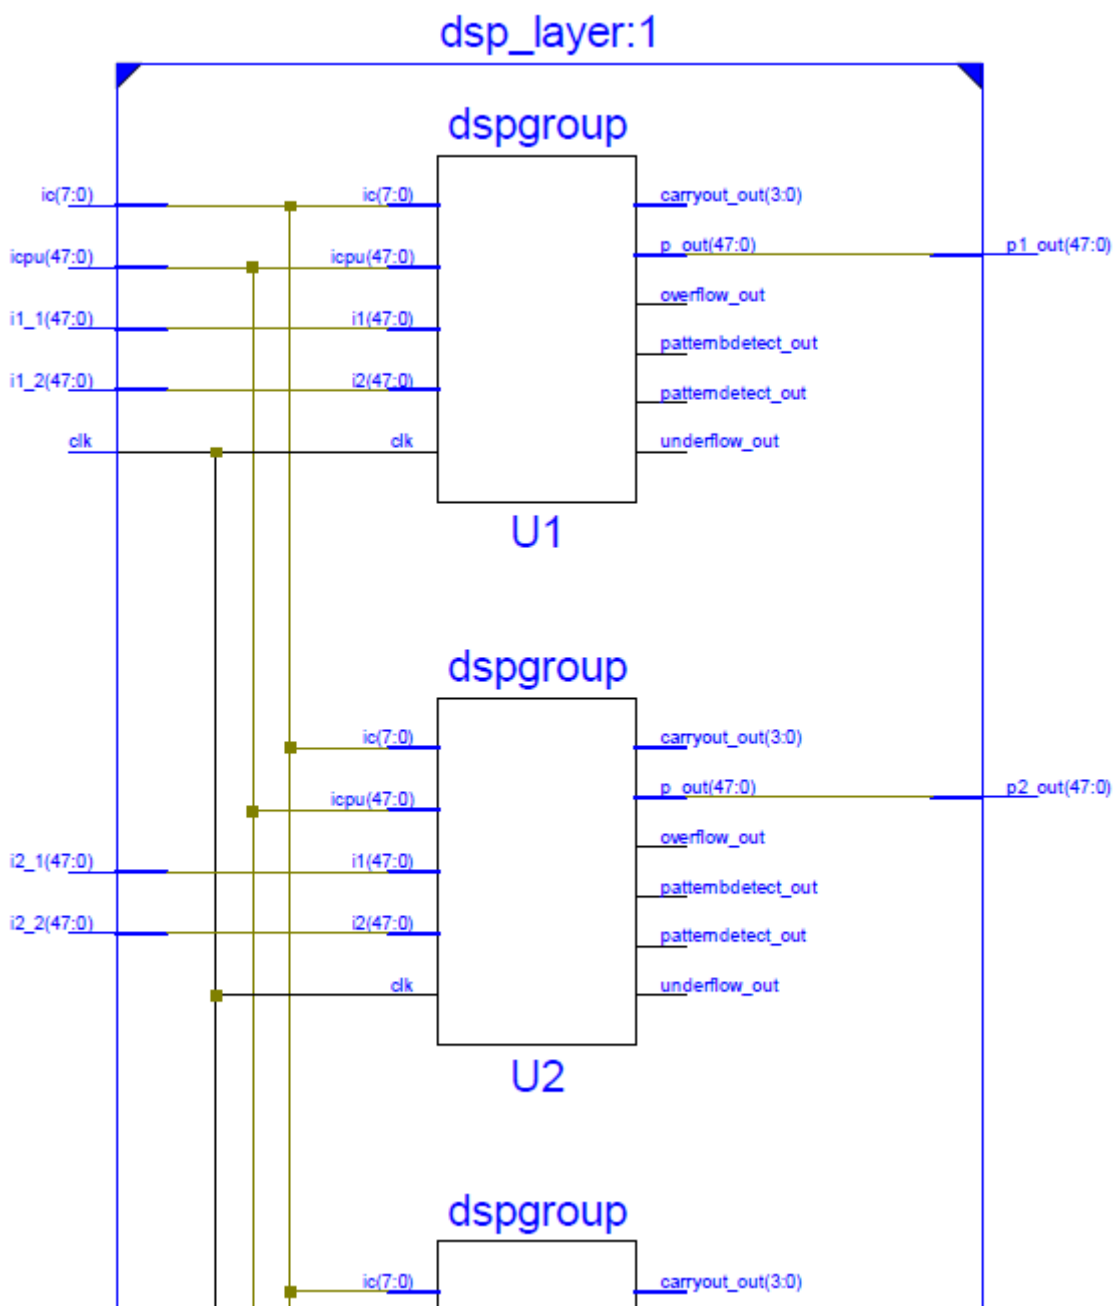 dsp_layer:1
dspgroup
ic(7:0) ic(7:0) carryout_out(3:0)
icpu(47:0) icpu(47:0) p_out(47:0) p1_out(47:0)
i1_1(47:0) i1(47:0) overflow_out
patternbdetect_out
i1_2(47:0) i2(47:0) patterndetect_out
clk clk underflow_out
U1
dspgroup
ic(7:0) carryout_out(3:0)
icpu(47:0) p_out(47:0) p2_out(47:0)
i2_1(47:0) i1(47:0) overflow_out
patternbdetect_out
i2_2(47:0) i2(47:0) patterndetect_out
clk underflow_out
U2
dspgroup
ic(7:0) carryout_out(3:0)